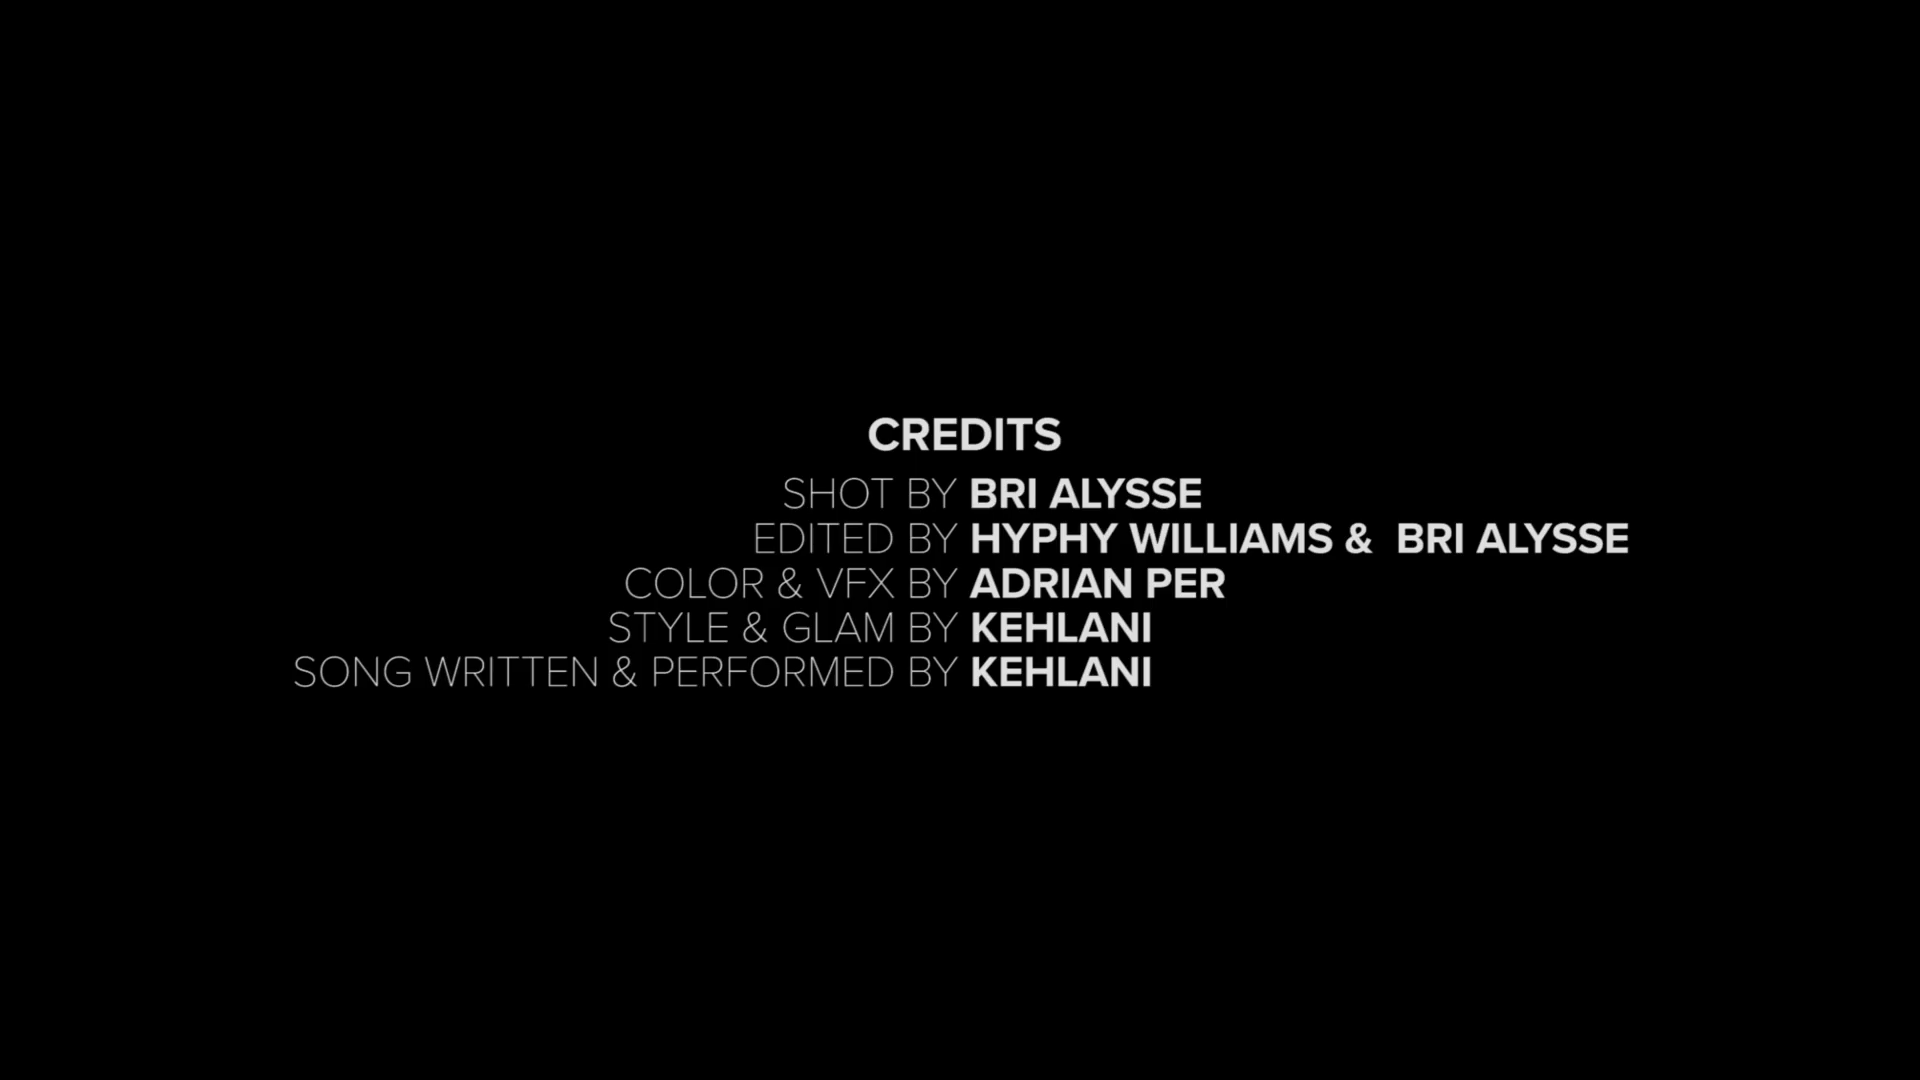 CREDITS
SHOT BY BRI ALYSSE
EDITED BY HYPHY WILLIAMS & BRI ALYSSE
COLOR & VFX BY ADRIAN PER
STYLE & GLAM BY KEHLANI
SONG WRITTEN & PERFORMED BY KEHLANI